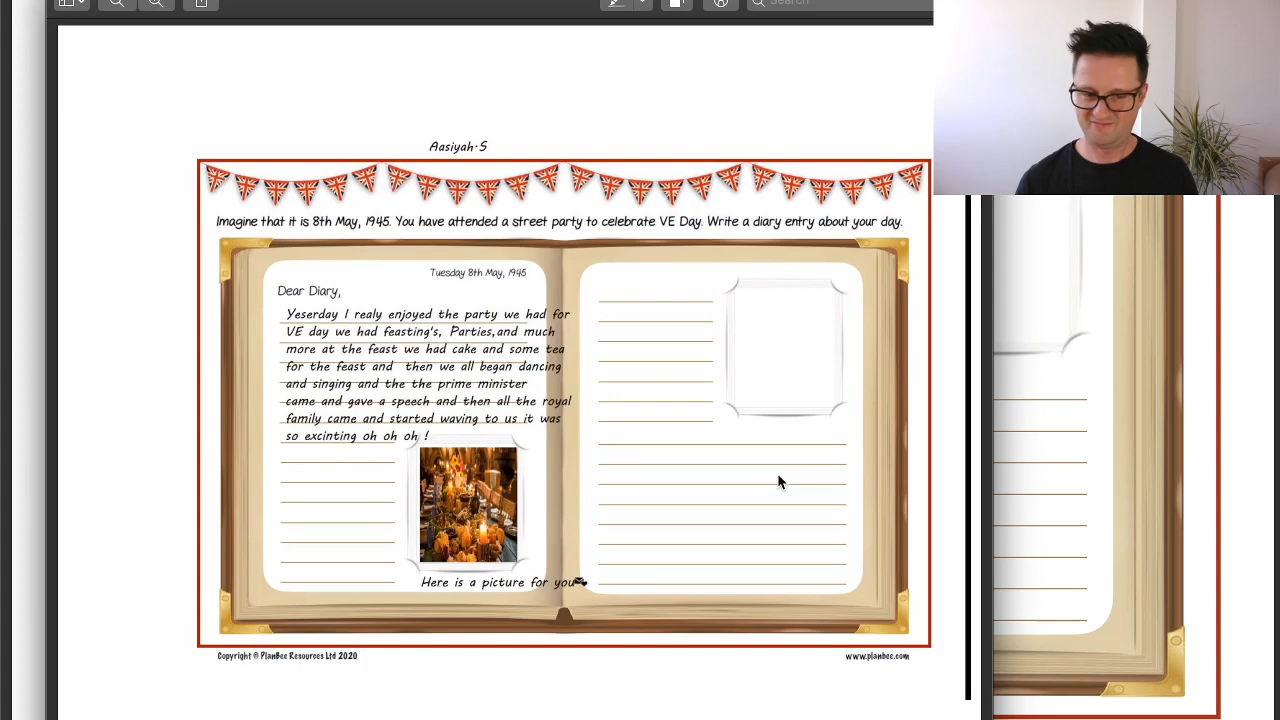 Search
Aasiyah·S
Imagine that it is 8th May, 1945. You have attended a street party to celebrate VE Day. Write a diary entry about your day.
Tuesday 8th May, 1945
Dear Diary,
Yeserday I realy enjoyed the party we had for
VE day we had feasting's, Parties,and much
more at the feast we had cake and some tea
for the feast and then we all began dancing
and singing and the the prime minister
came and gave a speech and then all the royal
family came and started waving to us it was
so excinting oh oh oh !
Here is a picture for you
Copyright © PlanBee Resources Ltd 2020
www.planbee.com